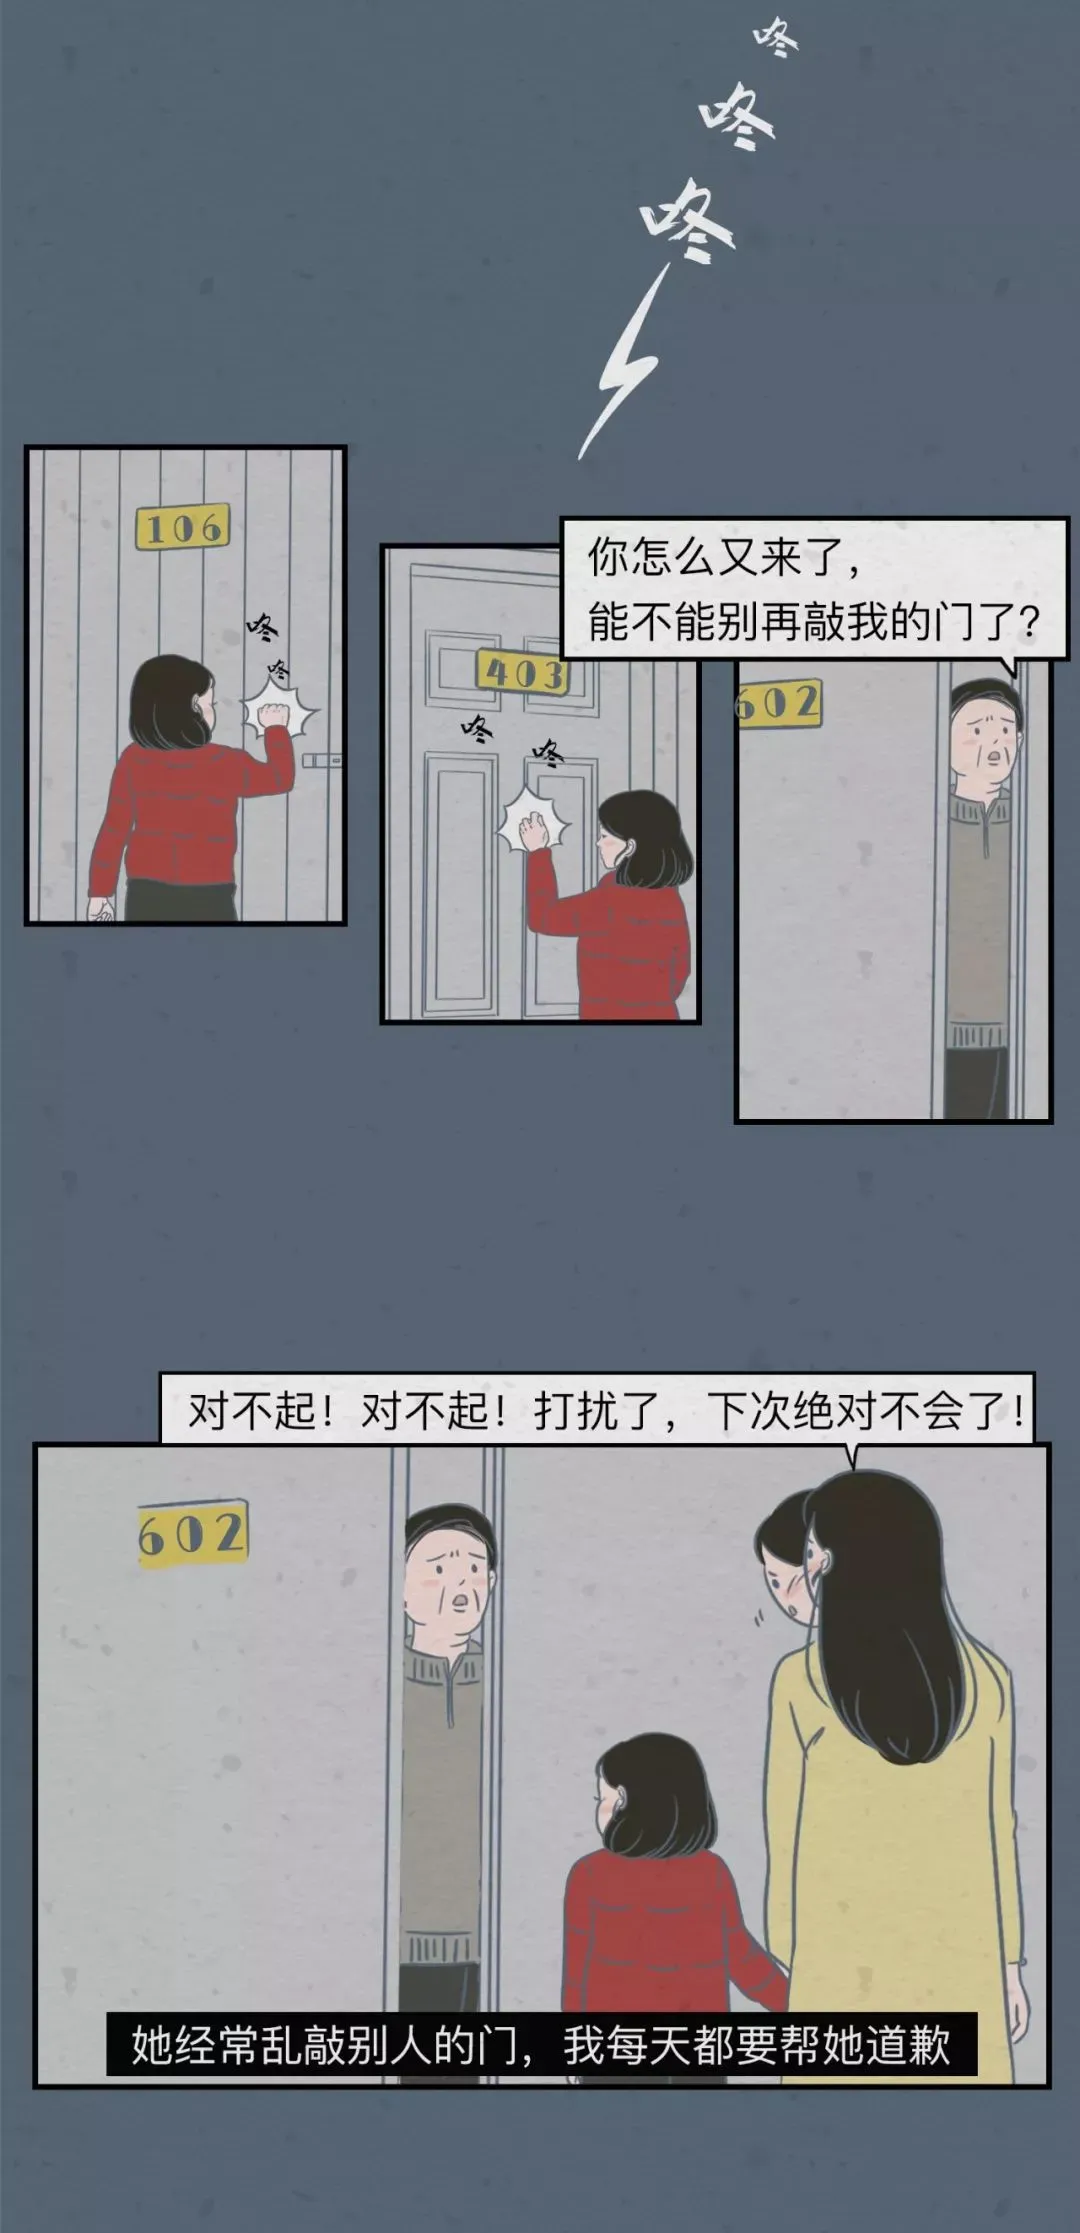 咚
咚
咚
106
咚
咚
403
咚
咚
你怎么又来了，
能不能别再敲我的门了？
602
对不起！对不起！打扰了，下次绝对不会了！
602
她经常乱敲别人的门，我每天都要帮她道歉